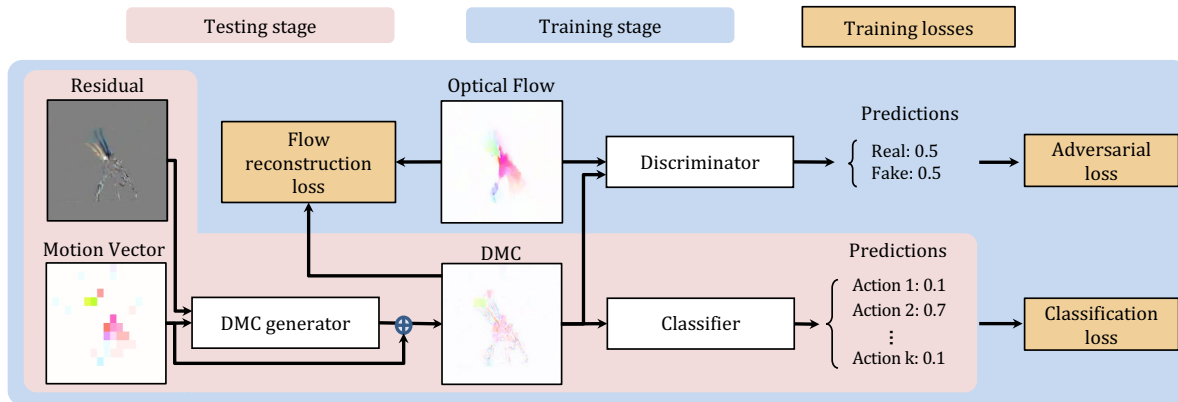 Testing stage
Training stage
Training losses
Residual
Optical Flow
Flow
reconstruction
loss
Discriminator
Predictions
Real: 0.5
Fake: 0.5
Adversarial
loss
Motion Vector
DMC generator
DMC
Classifier
Predictions
Action 1: 0.1
Action 2: 0.7
⋮
Action k: 0.1
Classification
loss